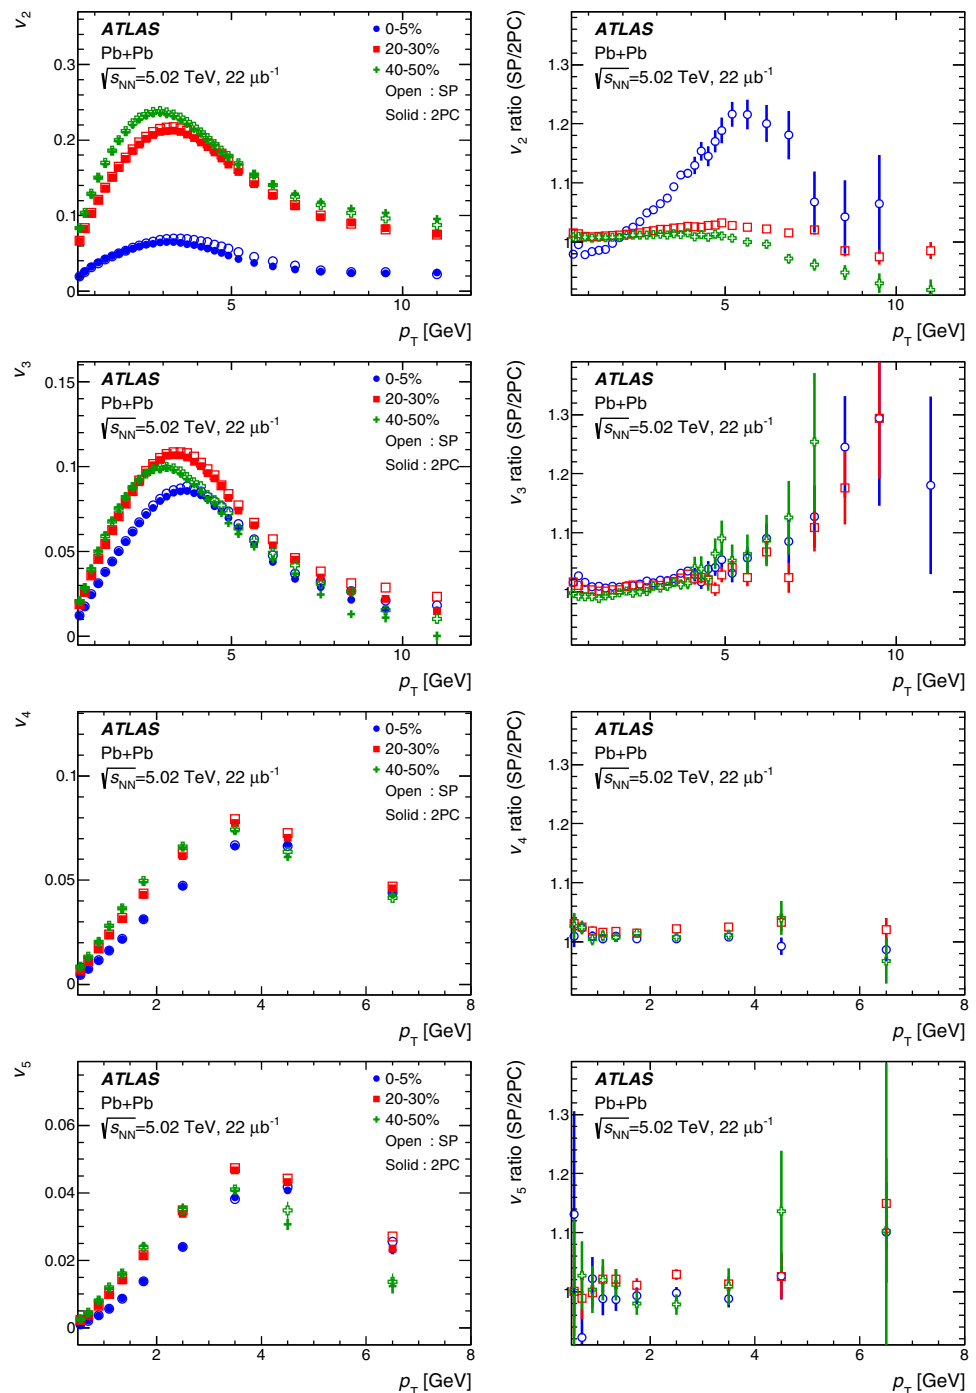 v₂
ATLAS
Pb+Pb
√sNN=5.02 TeV, 22 μb⁻¹
0-5%
20-30%
40-50%
Open : SP
Solid : 2PC
0.3
0.2
0.1
0
5
10
pT [GeV]
v₂ ratio (SP/2PC)
ATLAS
Pb+Pb
√sNN=5.02 TeV, 22 μb⁻¹
1.3
1.2
1.1
1
5
10
pT [GeV]
v₃
ATLAS
Pb+Pb
√sNN=5.02 TeV, 22 μb⁻¹
0-5%
20-30%
40-50%
Open : SP
Solid : 2PC
0.15
0.1
0.05
0
5
10
pT [GeV]
v₃ ratio (SP/2PC)
ATLAS
Pb+Pb
√sNN=5.02 TeV, 22 μb⁻¹
1.3
1.2
1.1
1
5
10
pT [GeV]
v₄
ATLAS
Pb+Pb
√sNN=5.02 TeV, 22 μb⁻¹
0-5%
20-30%
40-50%
Open : SP
Solid : 2PC
0.1
0.05
0
2
4
6
8
pT [GeV]
v₄ ratio (SP/2PC)
ATLAS
Pb+Pb
√sNN=5.02 TeV, 22 μb⁻¹
1.3
1.2
1.1
1
2
4
6
8
pT [GeV]
v₅
ATLAS
Pb+Pb
√sNN=5.02 TeV, 22 μb⁻¹
0-5%
20-30%
40-50%
Open : SP
Solid : 2PC
0.06
0.04
0.02
0
2
4
6
8
pT [GeV]
v₅ ratio (SP/2PC)
ATLAS
Pb+Pb
√sNN=5.02 TeV, 22 μb⁻¹
1.3
1.2
1.1
1
2
4
6
8
pT [GeV]